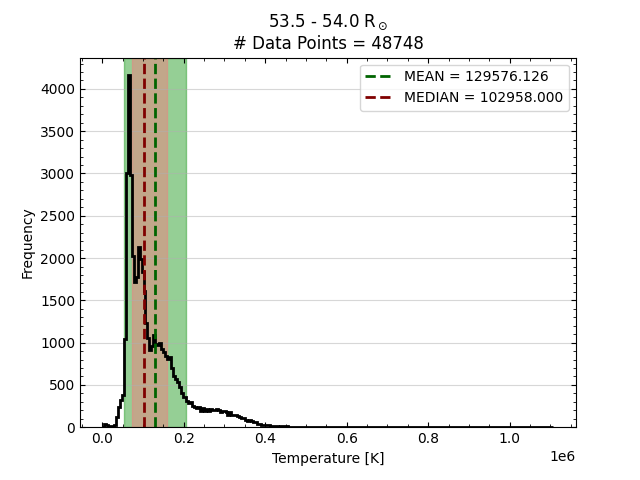 53.5 - 54.0 R⊙
# Data Points = 48748
MEAN = 129576.126
MEDIAN = 102958.000
Frequency
4000
3500
3000
2500
2000
1500
1000
500
0
0.0 0.2 0.4 0.6 0.8 1.0
1e6
Temperature [K]